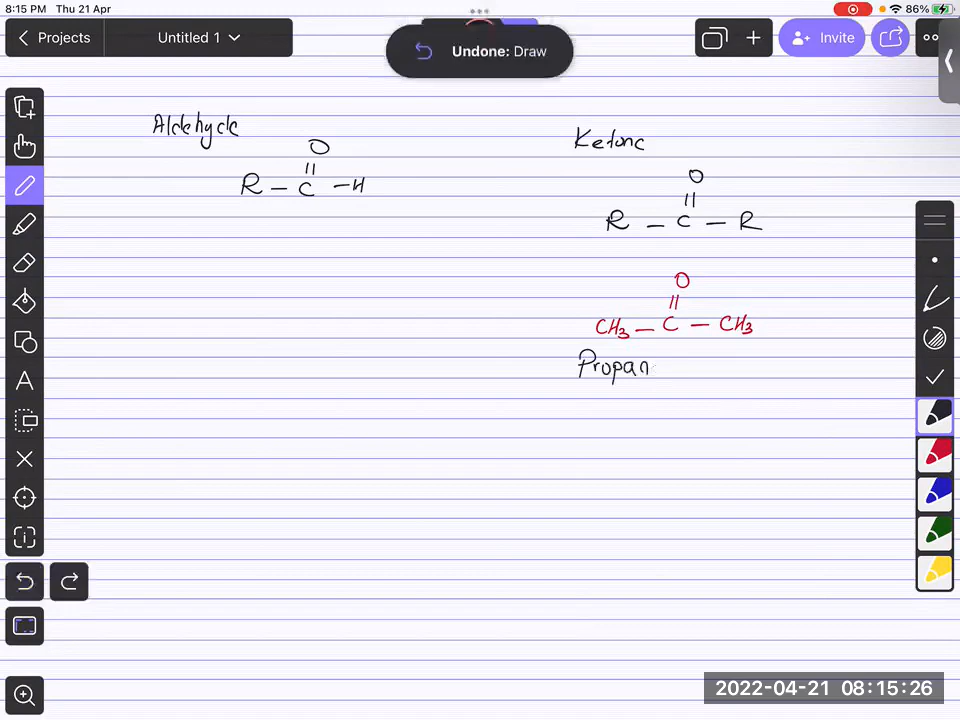 8:15 PM Thu 21 Apr
86%
Projects
Untitled 1
Undone: Draw
Invite
Aldehyde
O
||
R — C — H
Ketone
O
||
R — C — R
O
||
CH3 — C — CH3
Propan
A
2022-04-21 08:15:26